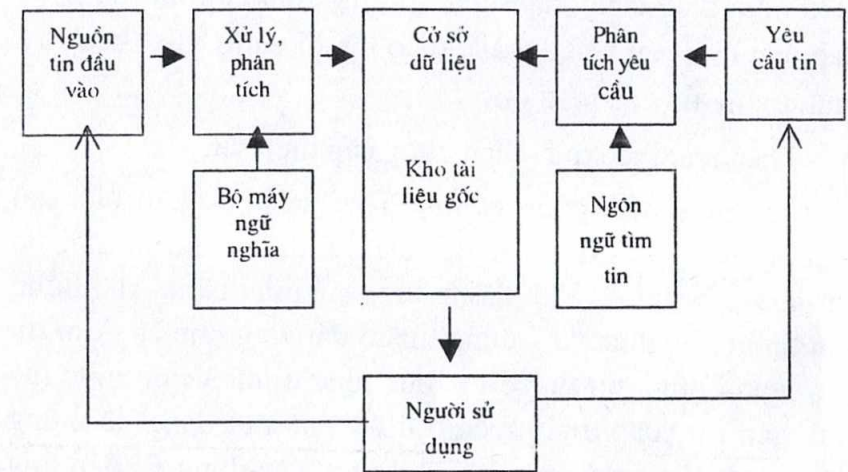 Nguồn
tin đầu
vào
Xử lý,
phân
tích
Cở sở
dữ liệu
Kho tài
liệu gốc
Phân
tích yêu
cầu
Yêu
cầu tin
Bộ máy
ngữ
nghĩa
Ngôn
ngữ tìm
tin
Người sử
dụng